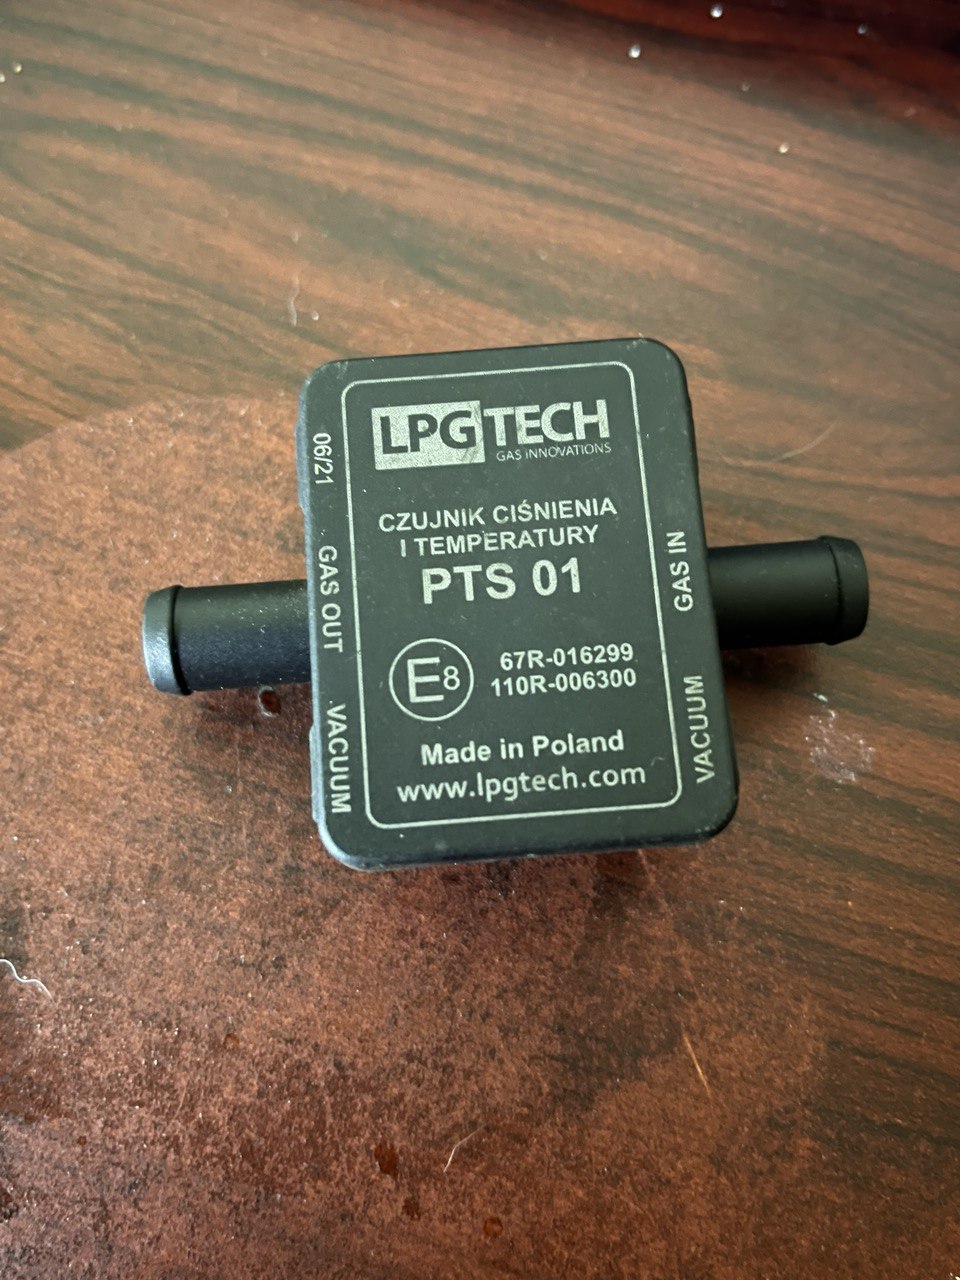 LPGTECH
GAS INNOVATIONS
CZUJNIK CIŚNIENIA
I TEMPERATURY
PTS 01
E8
67R-016299
110R-006300
Made in Poland
www.lpgtech.com
06/21
GAS OUT
VACUUM
GAS IN
VACUUM